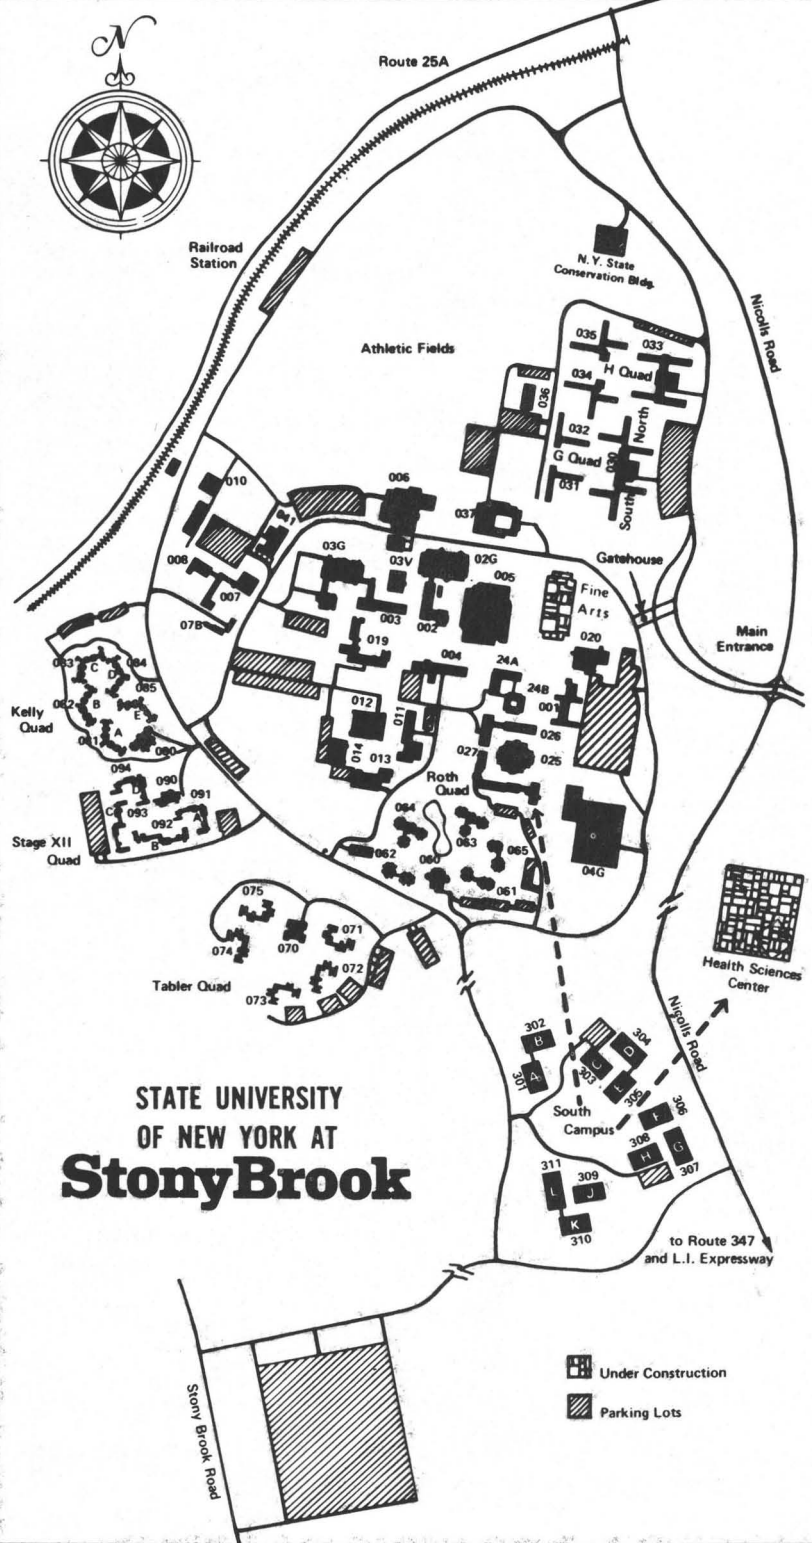 N
Route 25A
Railroad
Station
N.Y. State
Conservation Bldg.
Nicolls Road
Athletic Fields
035
033
H Quad
034
036
032
North
G Quad
030
031
South
010
006
037
Gatehouse
03G
03V
02G
005
008
007
Fine
Arts
07B
003
002
019
020
Main
Entrance
004
24A
24B
001
083
C
084
D
085
082
B
E
Kelly
Quad
081
A
080
012
011
026
014
013
027
025
Roth
Quad
094
D
090
091
C
093
A
092
B
Stage XII
Quad
064
063
062
060
065
061
04G
075
071
070
074
072
073
Tabler Quad
Health Sciences
Center
Nicolls Road
302
B
304
D
A
301
C
303
E
305
South
Campus
F
306
308
H
G
307
311
L
309
J
K
310
STATE UNIVERSITY
OF NEW YORK AT
StonyBrook
to Route 347
and L.I. Expressway
Under Construction
Parking Lots
Stony Brook Road